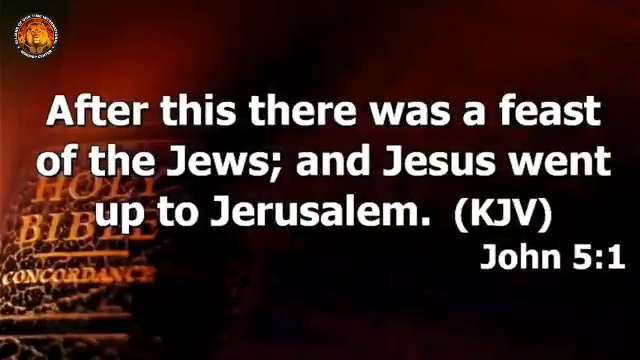 After this there was a feast
of the Jews; and Jesus went
up to Jerusalem. (KJV)
John 5:1
HOLY
BIBLE
CONCORDANCE